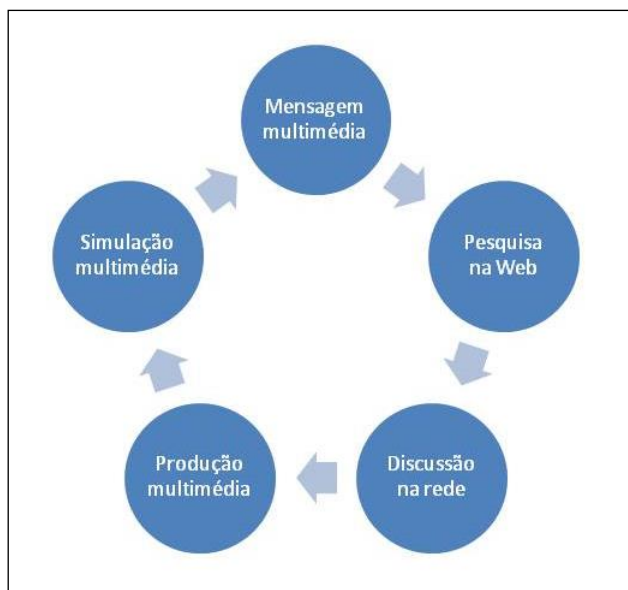 Mensagem
multimédia
Pesquisa
na Web
Discussão
na rede
Produção
multimédia
Simulação
multimédia